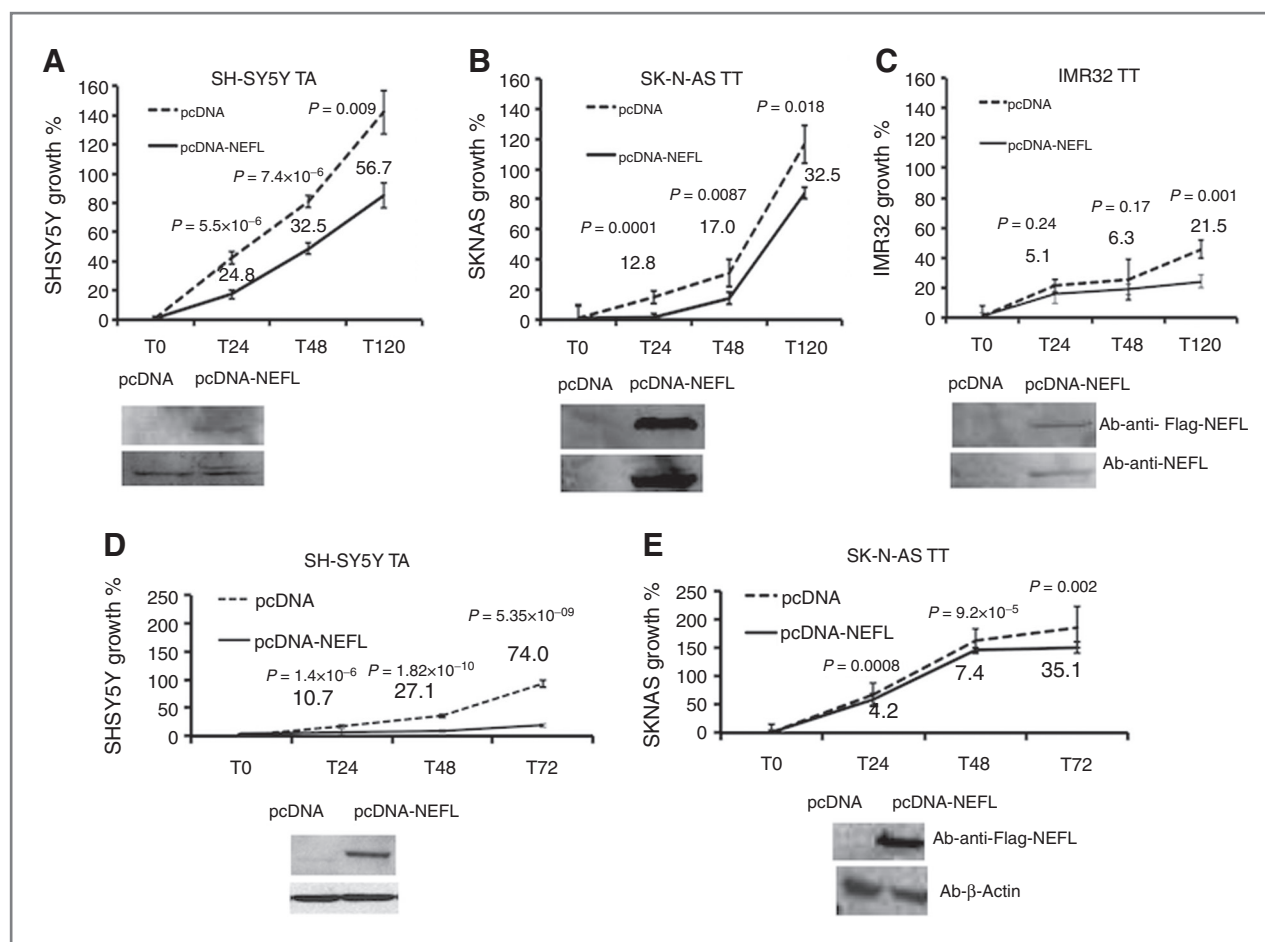 A
SH-SY5Y TA
SHSY5Y growth %
160
140
120
100
80
60
40
20
0
pcDNA
pcDNA-NEFL
P = 0.009
P = 7.4×10−6
P = 5.5×10−6
56.7
32.5
24.8
T0 T24 T48 T120
pcDNA pcDNA-NEFL
B
SK-N-AS TT
SKNAS growth %
160
140
120
100
80
60
40
20
0
pcDNA
pcDNA-NEFL
P = 0.018
P = 0.0087
P = 0.0001
32.5
17.0
12.8
T0 T24 T48 T120
pcDNA pcDNA-NEFL
C
IMR32 TT
IMR32 growth %
160
140
120
100
80
60
40
20
0
pcDNA
pcDNA-NEFL
P = 0.001
P = 0.17
P = 0.24
21.5
6.3
5.1
T0 T24 T48 T120
pcDNA pcDNA-NEFL
Ab-anti- Flag-NEFL
Ab-anti-NEFL
D
SH-SY5Y TA
SHSY5Y growth %
250
200
150
100
50
0
pcDNA
pcDNA-NEFL
P = 5.35×10−09
P = 1.82×10−10
P = 1.4×10−6
74.0
27.1
10.7
T0 T24 T48 T72
pcDNA pcDNA-NEFL
E
SK-N-AS TT
SKNAS growth %
250
200
150
100
50
0
pcDNA
pcDNA-NEFL
P = 0.002
P = 9.2×10−5
P = 0.0008
35.1
7.4
4.2
T0 T24 T48 T72
pcDNA pcDNA-NEFL
Ab-anti-Flag-NEFL
Ab-β-Actin